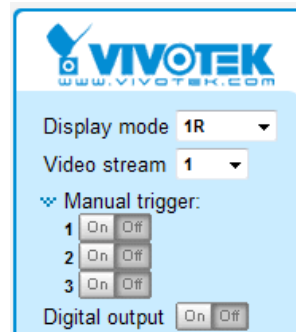 VIVOTEK
www.vivotek.com
Display mode 1R
Video stream 1
Manual trigger:
1 On Off
2 On Off
3 On Off
Digital output On Off